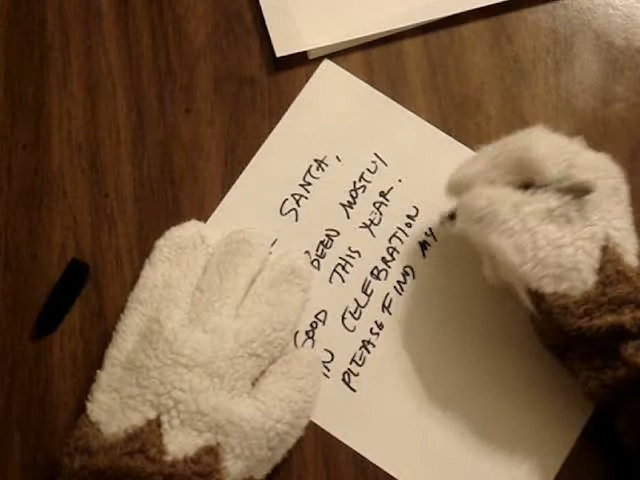 SANTA,
BEEN MOSTLY
GOOD THIS YEAR.
IN CELEBRATION
PLEASE FIND MY